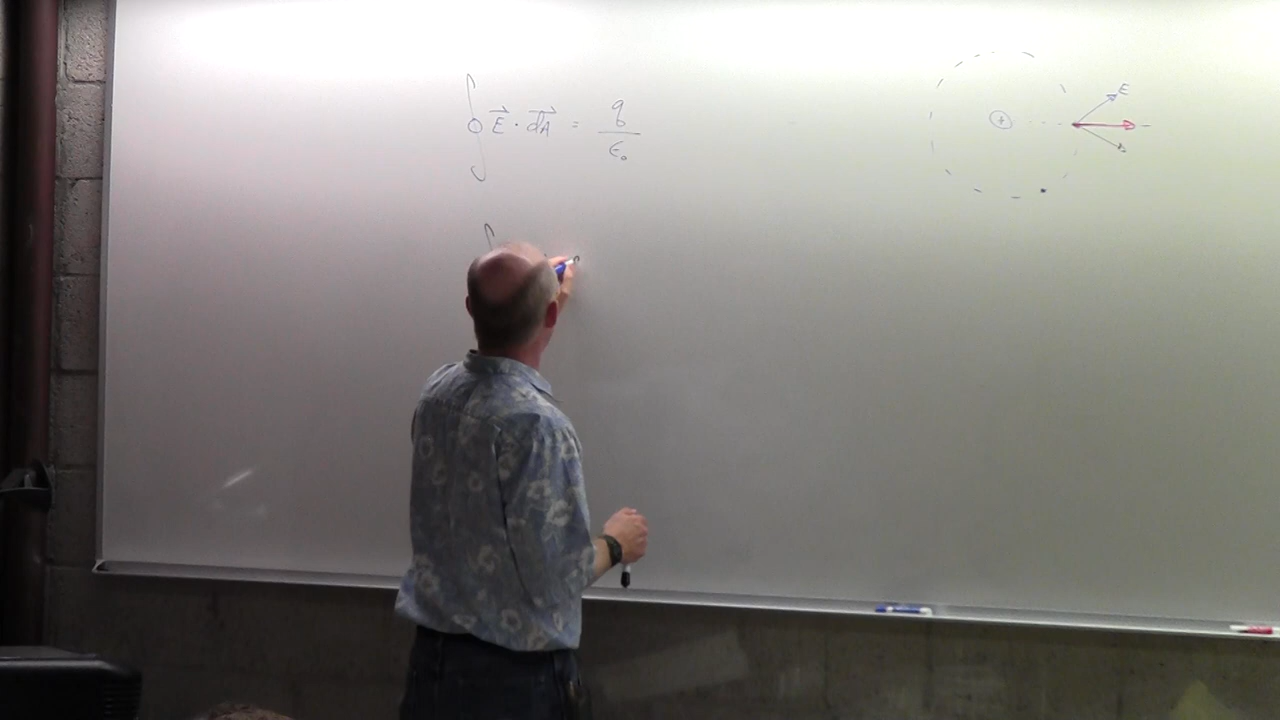 ∮ E⃗ · dA⃗ = q/ε₀
∫
+
E